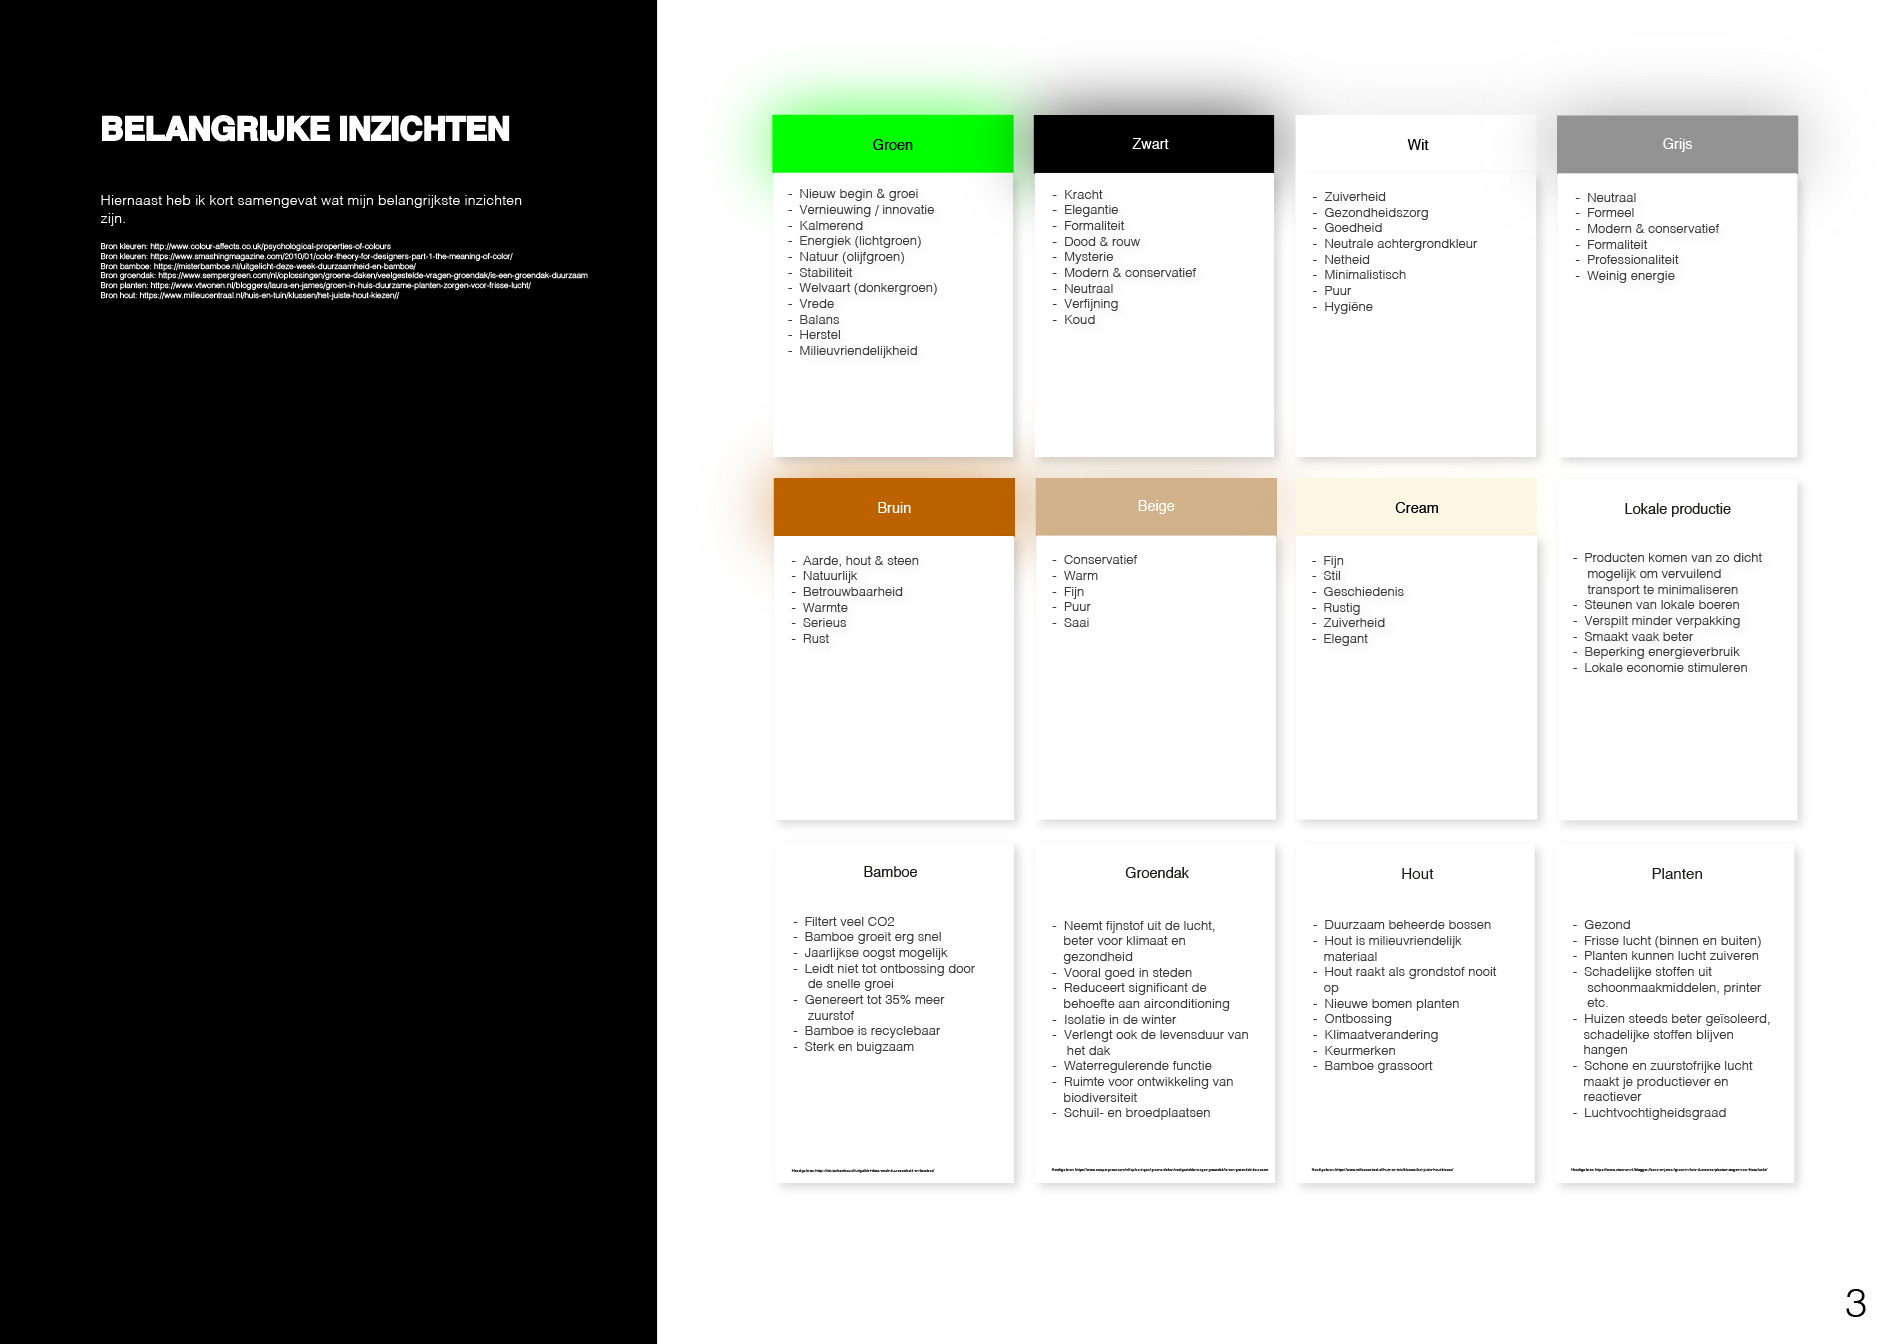 BELANGRIJKE INZICHTEN
Hiernaast heb ik kort samengevat wat mijn belangrijkste inzichten
zijn.
Bron kleuren: http://www.colour-affects.co.uk/psychological-properties-of-colours
Bron kleuren: https://www.smashingmagazine.com/2010/01/color-theory-for-designers-part-1-the-meaning-of-color/
Bron bamboe: https://misterbamboe.nl/uitgelicht-deze-week-duurzaamheid-en-bamboe/
Bron groendak: https://www.sempergreen.com/nl/oplossingen/groene-daken/veelgestelde-vragen-groendak/is-een-groendak-duurzaam
Bron planten: https://www.vtwonen.nl/bloggers/laura-en-james/groen-in-huis-duurzame-planten-zorgen-voor-frisse-lucht/
Bron hout: https://www.milieucentraal.nl/huis-en-tuin/klussen/het-juiste-hout-kiezen//
Groen
- Nieuw begin & groei
- Vernieuwing / innovatie
- Kalmerend
- Energiek (lichtgroen)
- Natuur (olijfgroen)
- Stabiliteit
- Welvaart (donkergroen)
- Vrede
- Balans
- Herstel
- Milieuvriendelijkheid
Zwart
- Kracht
- Elegantie
- Formaliteit
- Dood & rouw
- Mysterie
- Modern & conservatief
- Neutraal
- Verfijning
- Koud
Wit
- Zuiverheid
- Gezondheidszorg
- Goedheid
- Neutrale achtergrondkleur
- Netheid
- Minimalistisch
- Puur
- Hygiëne
Grijs
- Neutraal
- Formeel
- Modern & conservatief
- Formaliteit
- Professionaliteit
- Weinig energie
Bruin
- Aarde, hout & steen
- Natuurlijk
- Betrouwbaarheid
- Warmte
- Serieus
- Rust
Beige
- Conservatief
- Warm
- Fijn
- Puur
- Saai
Cream
- Fijn
- Stil
- Geschiedenis
- Rustig
- Zuiverheid
- Elegant
Lokale productie
- Producten komen van zo dicht
mogelijk om vervuilend
transport te minimaliseren
- Steunen van lokale boeren
- Verspilt minder verpakking
- Smaakt vaak beter
- Beperking energieverbruik
- Lokale economie stimuleren
Bamboe
- Filtert veel CO2
- Bamboe groeit erg snel
- Jaarlijkse oogst mogelijk
- Leidt niet tot ontbossing door
de snelle groei
- Genereert tot 35% meer
zuurstof
- Bamboe is recyclebaar
- Sterk en buigzaam
Groendak
- Neemt fijnstof uit de lucht,
beter voor klimaat en
gezondheid
- Vooral goed in steden
- Reduceert significant de
behoefte aan airconditioning
- Isolatie in de winter
- Verlengt ook de levensduur van
het dak
- Waterregulerende functie
- Ruimte voor ontwikkeling van
biodiversiteit
- Schuil- en broedplaatsen
Hout
- Duurzaam beheerde bossen
- Hout is milieuvriendelijk
materiaal
- Hout raakt als grondstof nooit
op
- Nieuwe bomen planten
- Ontbossing
- Klimaatverandering
- Keurmerken
- Bamboe grassoort
Planten
- Gezond
- Frisse lucht (binnen en buiten)
- Planten kunnen lucht zuiveren
- Schadelijke stoffen uit
schoonmaakmiddelen, printer
etc.
- Huizen steeds beter geïsoleerd,
schadelijke stoffen blijven
hangen
- Schone en zuurstofrijke lucht
maakt je productiever en
reactiever
- Luchtvochtigheidsgraad
3